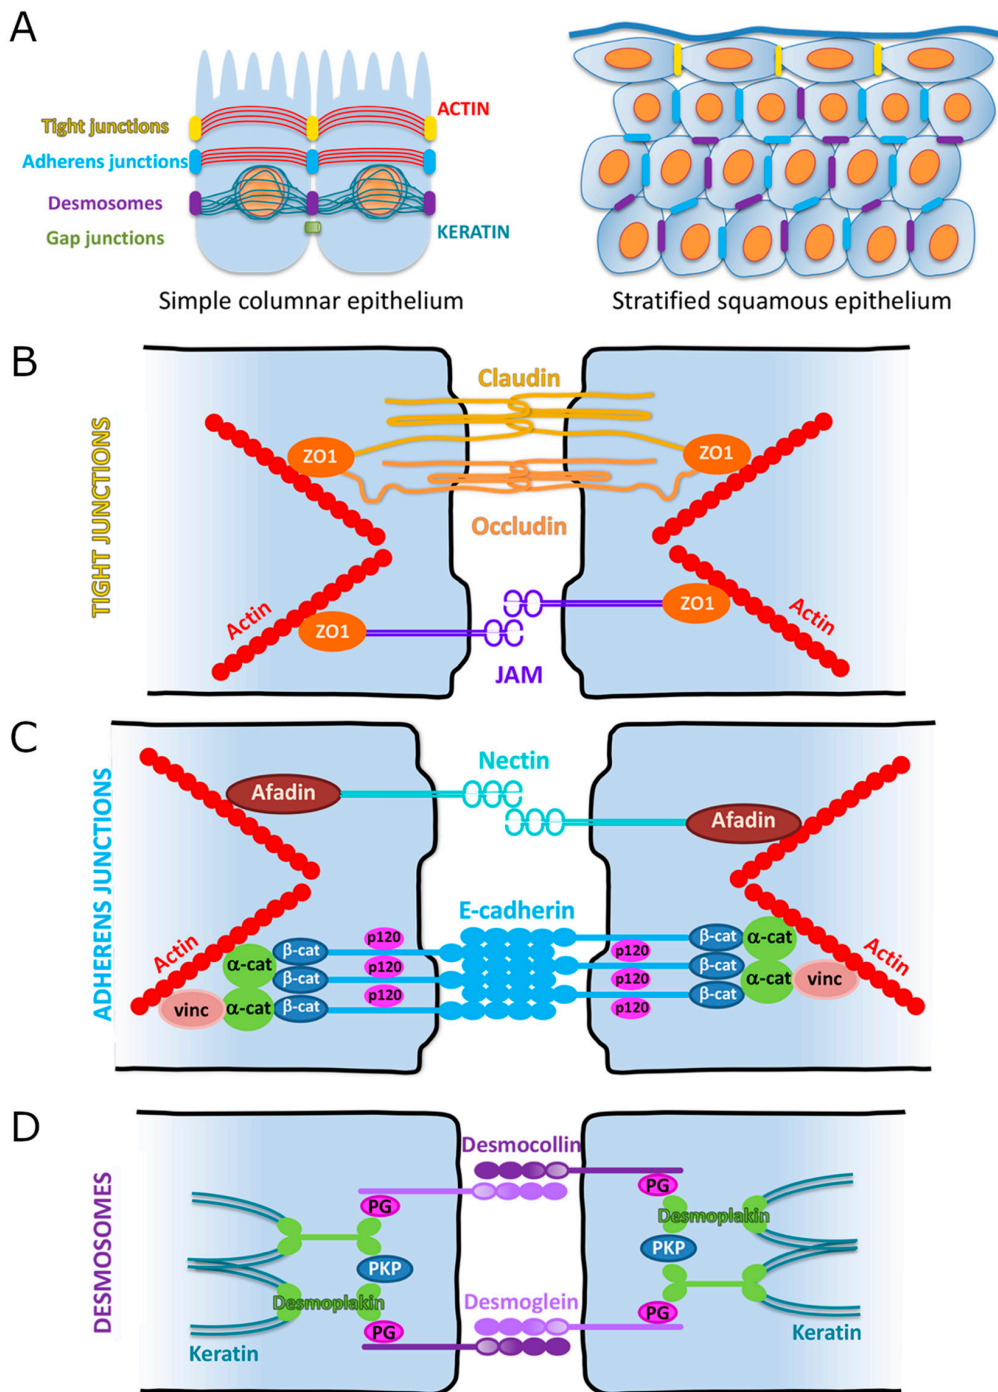 A
Tight junctions
Adherens junctions
Desmosomes
Gap junctions
ACTIN
KERATIN
Simple columnar epithelium
Stratified squamous epithelium
B
TIGHT JUNCTIONS
Claudin
ZO1
ZO1
Occludin
Actin
ZO1
ZO1
Actin
JAM
C
ADHERENS JUNCTIONS
Nectin
Afadin
Afadin
E-cadherin
Actin
p120
β-cat
α-cat
p120
β-cat
α-cat
p120
β-cat
vinc
p120
β-cat
α-cat
Actin
p120
β-cat
α-cat
vinc
p120
β-cat
D
DESMOSOMES
Desmocollin
PG
PG
Desmoplakin
PKP
PKP
Desmoplakin
Desmoglein
PG
PG
Keratin
Keratin